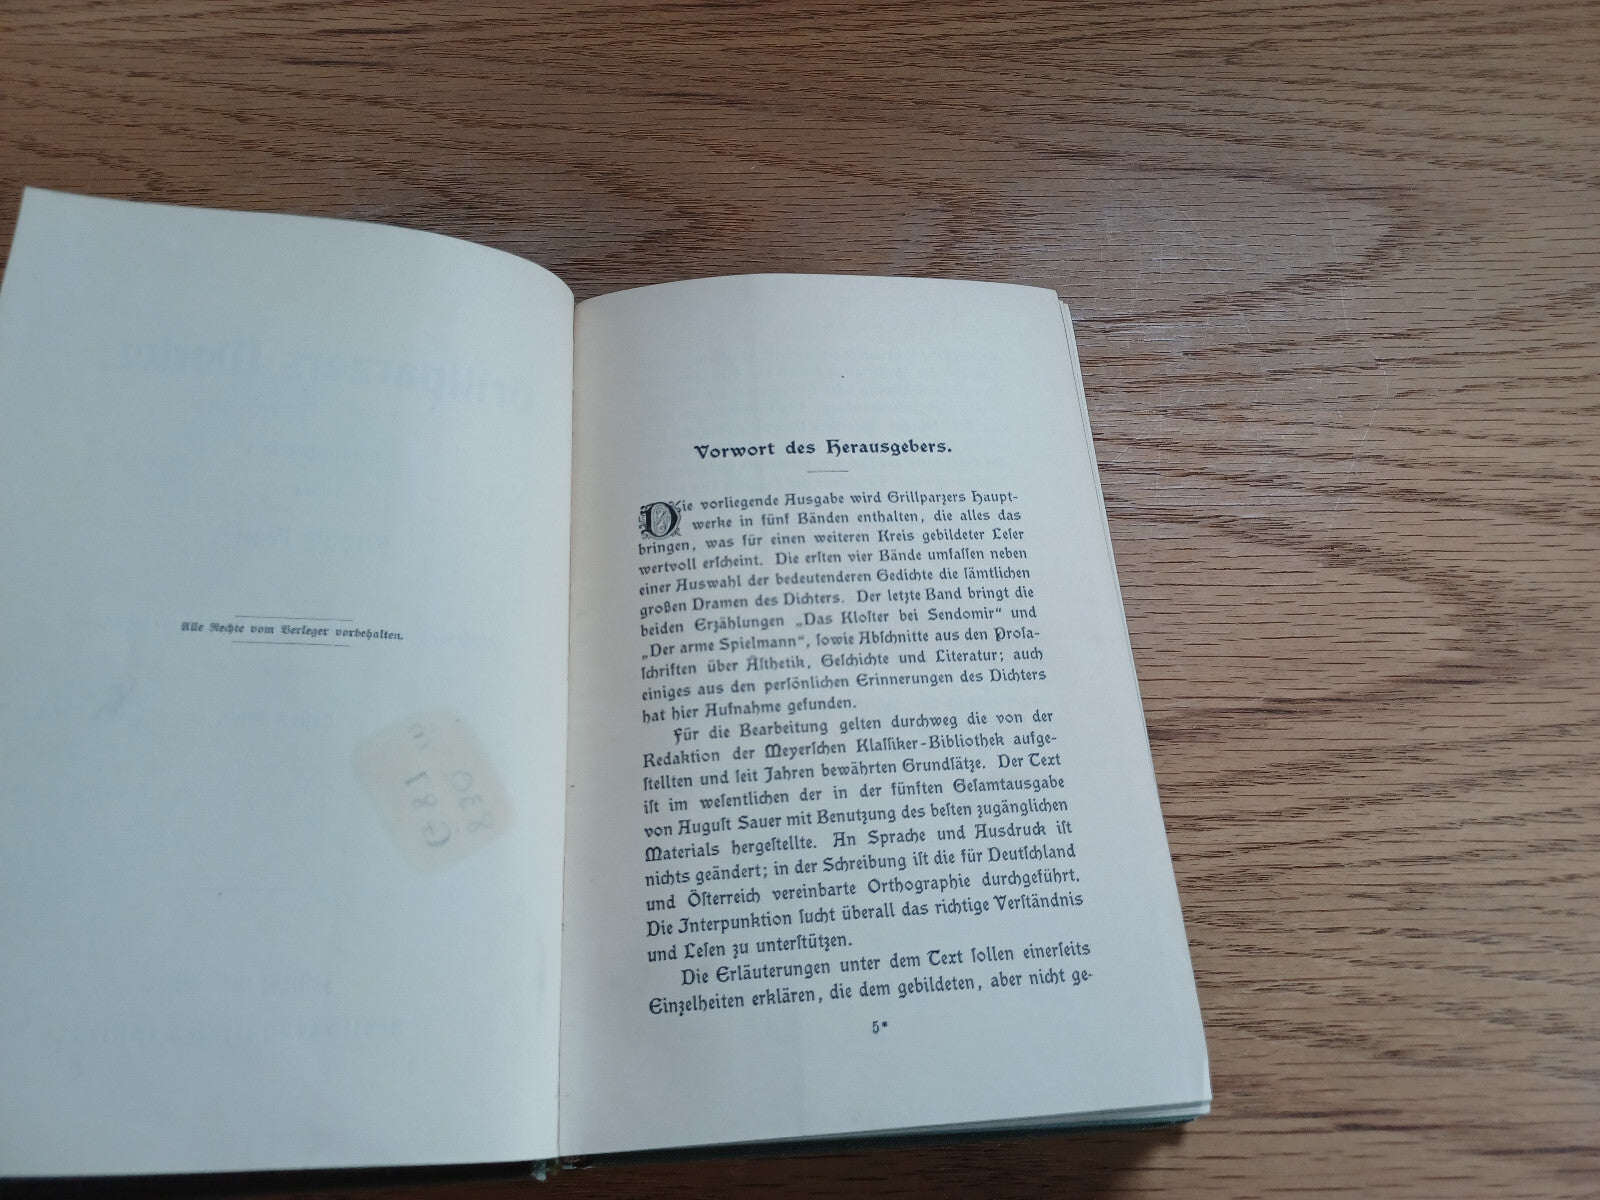 Grillparzers Werke.
Alle Rechte vom Verleger vorbehalten.
G 187 m
830
Vorwort des Herausgebers.
Die vorliegende Ausgabe wird Grillparzers Haupt-
werke in fünf Bänden enthalten, die alles das
bringen, was für einen weiteren Kreis gebildeter Leſer
wertvoll erſcheint. Die erſten vier Bände umfaſſen neben
einer Auswahl der bedeutenderen Gedichte die ſämtlichen
großen Dramen des Dichters. Der letzte Band bringt die
beiden Erzählungen „Das Kloſter bei Sendomir“ und
„Der arme Spielmann“, ſowie Abſchnitte aus den Proſa-
ſchriften über Äſthetik, Geſchichte und Literatur; auch
einiges aus den perſönlichen Erinnerungen des Dichters
hat hier Aufnahme gefunden.
Für die Bearbeitung gelten durchweg die von der
Redaktion der Meyerſchen Klaſſiker-Bibliothek aufge-
ſtellten und ſeit Jahren bewährten Grundſätze. Der Text
iſt im weſentlichen der in der fünften Geſamtausgabe
von Auguſt Sauer mit Benutzung des beſten zugänglichen
Materials hergeſtellte. An Sprache und Ausdruck iſt
nichts geändert; in der Schreibung iſt die für Deutſchland
und Öſterreich vereinbarte Orthographie durchgeführt.
Die Interpunktion ſucht überall das richtige Verſtändnis
und Leſen zu unterſtützen.
Die Erläuterungen unter dem Text ſollen einerſeits
Einzelheiten erklären, die dem gebildeten, aber nicht ge-
5*